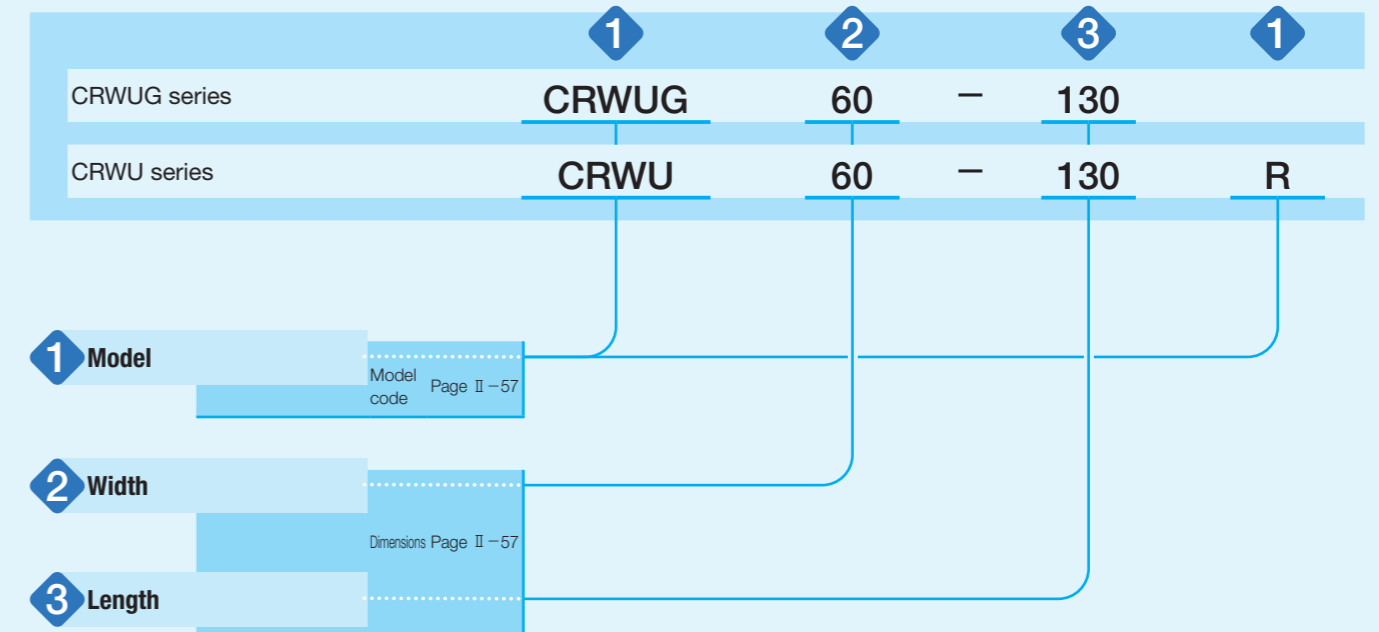 1 2 3 1
CRWUG series CRWUG 60 − 130
CRWU series CRWU 60 − 130 R
1 Model
Model code Page Ⅱ−57
2 Width
Dimensions Page Ⅱ−57
3 Length